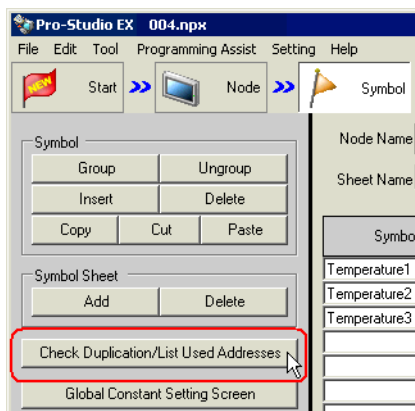 Pro-Studio EX 004.npx
File Edit Tool Programming Assist Setting Help
NEW Start >> Node >> Symbol
Symbol
Group Ungroup
Insert Delete
Copy Cut Paste
Symbol Sheet
Add Delete
Check Duplication/List Used Addresses
Global Constant Setting Screen
Node Name
Sheet Name
Symbo
Temperature1
Temperature2
Temperature3